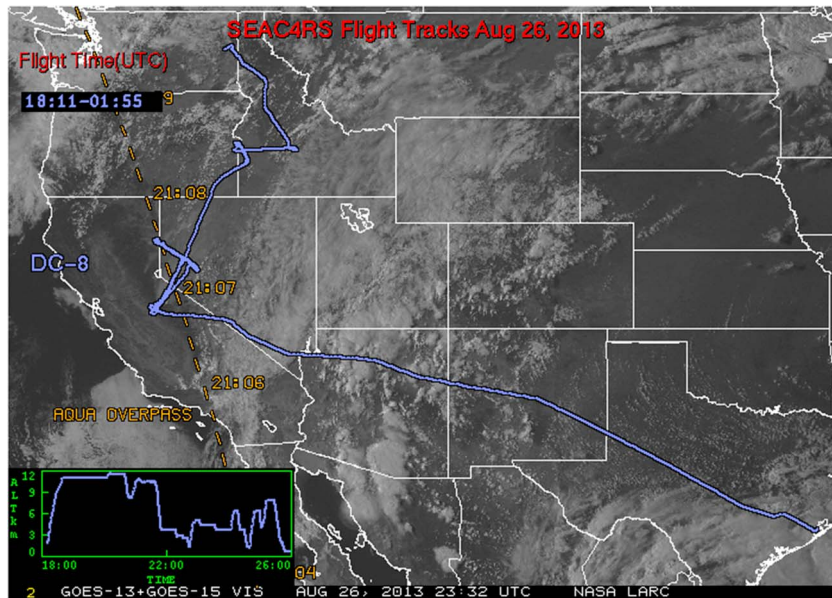 SEAC4RS Flight Tracks Aug 26, 2013
Flight Time(UTC)
18:11-01:55
9
21:08
DC-8
21:07
21:06
AQUA OVERPASS
12
9
6
3
0
ALTkm
18:00 22:00 26:00
TIME
04
2 GOES-13+GOES-15 VIS AUG 26, 2013 23:32 UTC NASA LARC